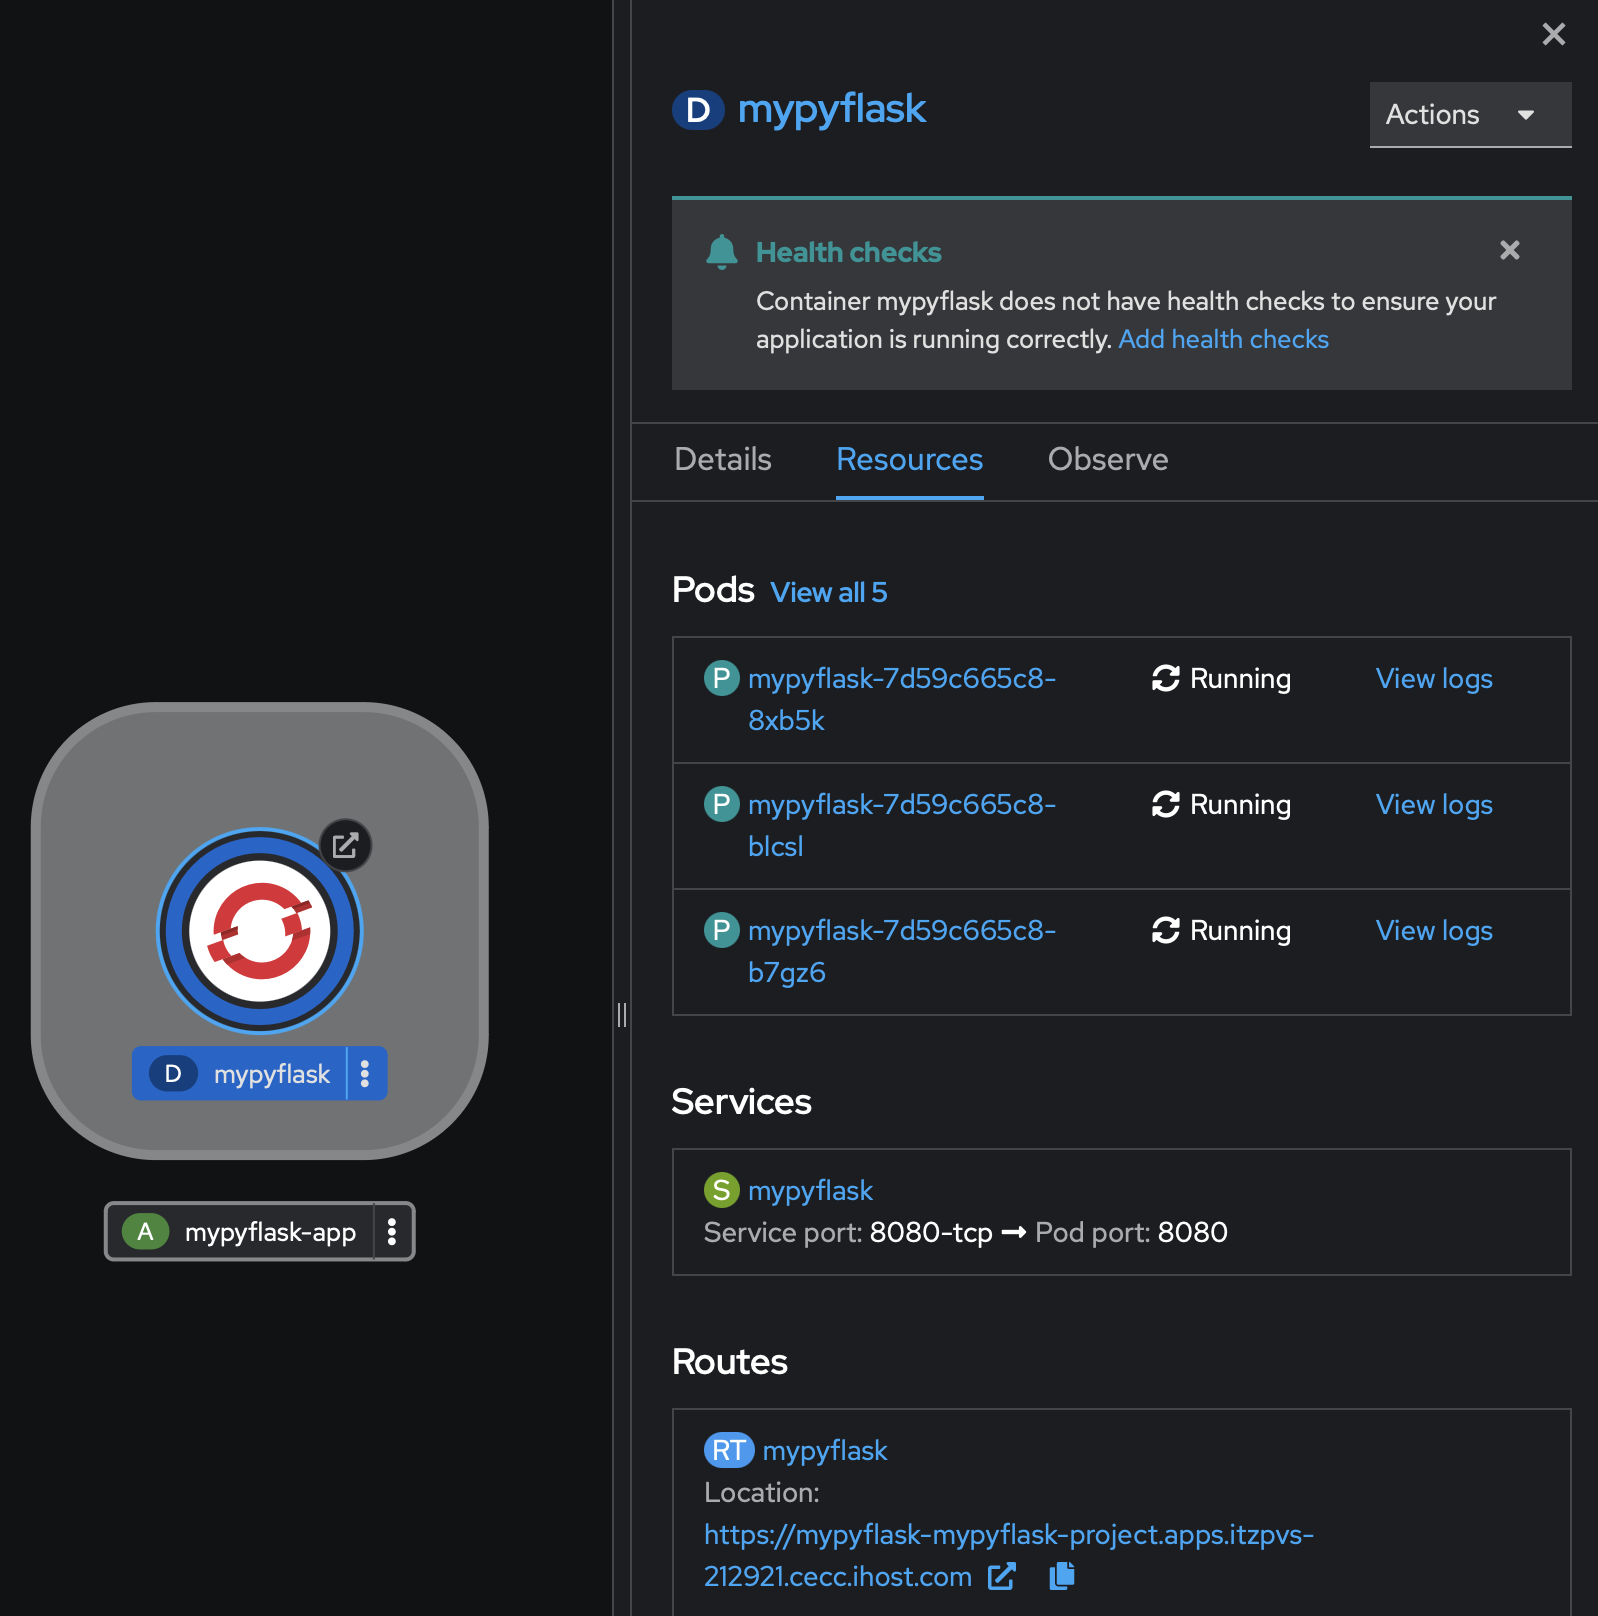 D mypyflask
Actions
Health checks
Container mypyflask does not have health checks to ensure your
application is running correctly. Add health checks
Details Resources Observe
Pods View all 5
P mypyflask-7d59c665c8- Running View logs
8xb5k
P mypyflask-7d59c665c8- Running View logs
blcsl
P mypyflask-7d59c665c8- Running View logs
b7gz6
Services
S mypyflask
Service port: 8080-tcp → Pod port: 8080
Routes
RT mypyflask
Location:
https://mypyflask-mypyflask-project.apps.itzpvs-
212921.cecc.ihost.com
D mypyflask
A mypyflask-app